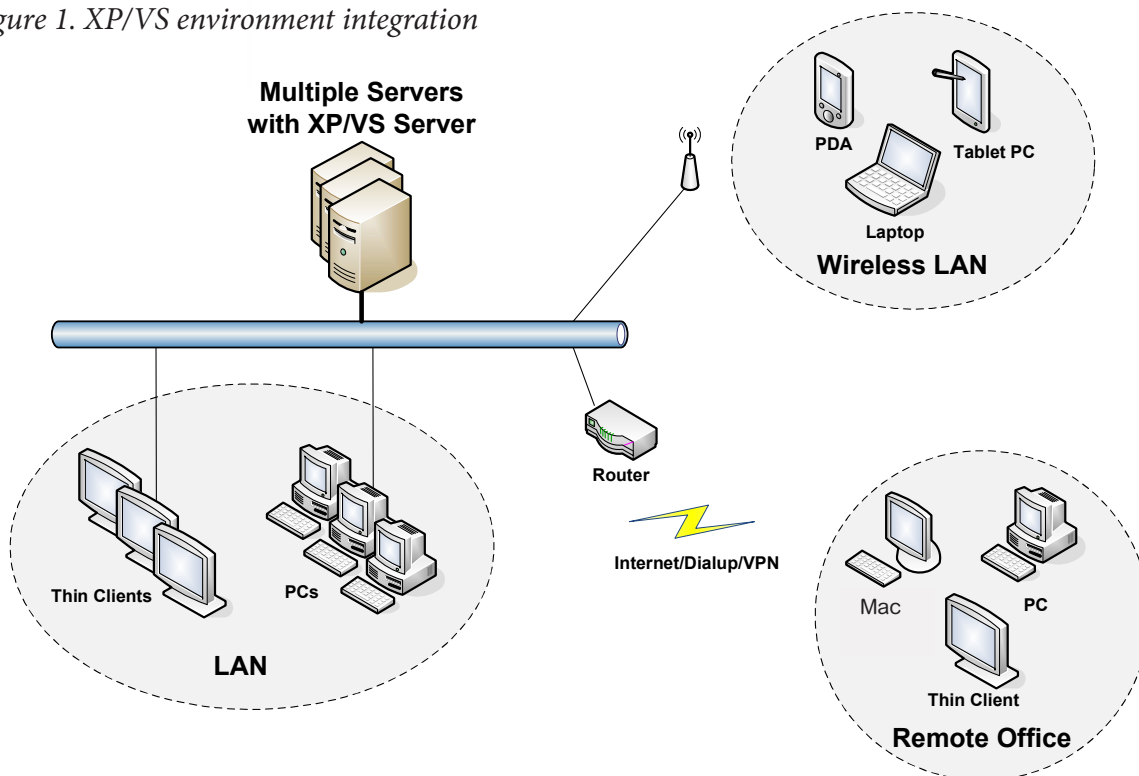 gure 1. XP/VS environment integration
Multiple Servers
with XP/VS Server
PDA
Tablet PC
Laptop
Wireless LAN
Router
Internet/Dialup/VPN
Thin Clients
PCs
LAN
Mac
PC
Thin Client
Remote Office